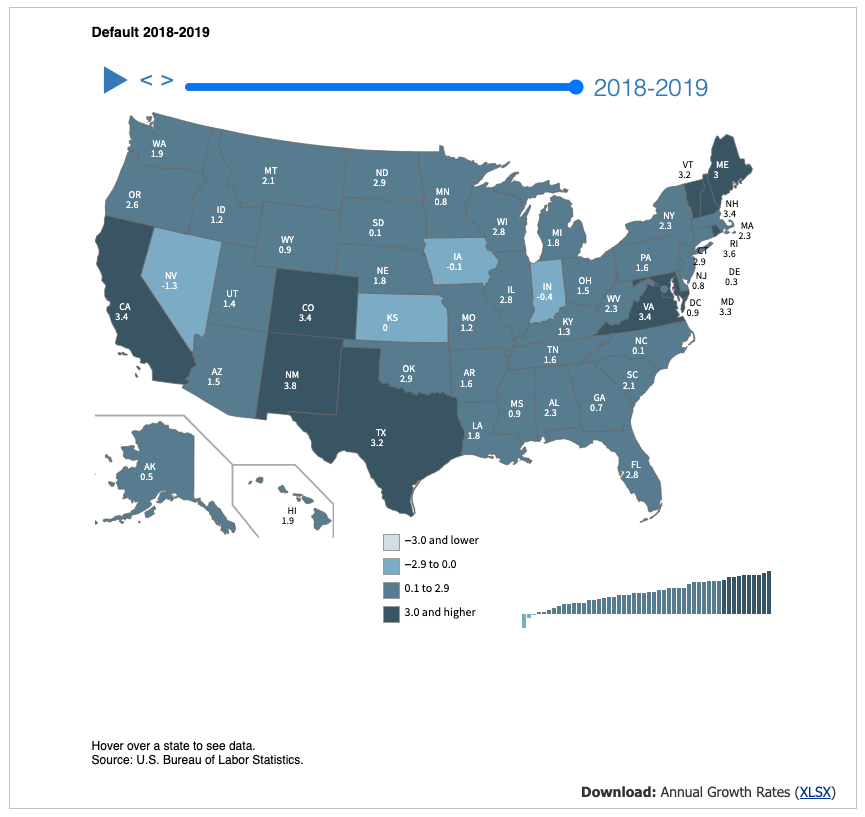 Default 2018-2019
< >
2018-2019
WA
1.9
MT
2.1
ND
2.9
MN
0.8
VT
3.2
ME
3
OR
2.6
ID
1.2
WY
0.9
SD
0.1
WI
2.8
MI
1.8
NY
2.3
NH
3.4
MA
2.3
RI
3.6
CT
2.9
NV
-1.3
UT
1.4
CO
3.4
NE
1.8
IA
-0.1
IL
2.8
IN
-0.4
OH
1.5
PA
1.6
NJ
0.8
DE
0.3
CA
3.4
KS
0
MO
1.2
KY
1.3
WV
2.3
VA
3.4
DC
0.9
MD
3.3
AZ
1.5
NM
3.8
OK
2.9
AR
1.6
TN
1.6
NC
0.1
SC
2.1
TX
3.2
LA
1.8
MS
0.9
AL
2.3
GA
0.7
FL
2.8
AK
0.5
HI
1.9
−3.0 and lower
−2.9 to 0.0
0.1 to 2.9
3.0 and higher
Hover over a state to see data.
Source: U.S. Bureau of Labor Statistics.
Download: Annual Growth Rates (XLSX)